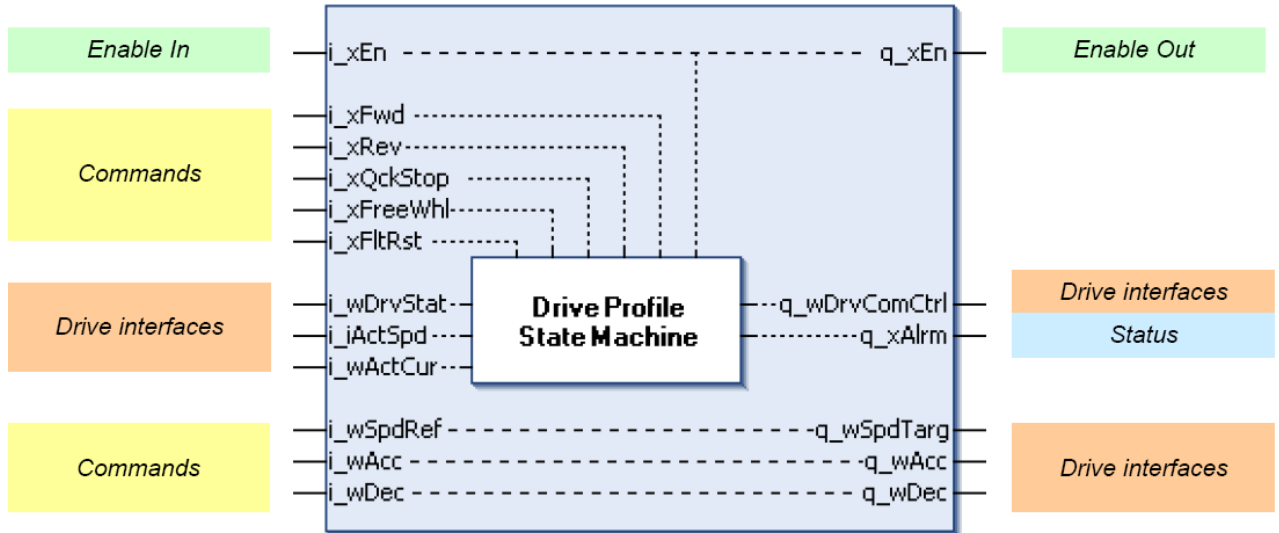 Enable In
i_xEn
q_xEn
Enable Out
Commands
i_xFwd
i_xRev
i_xQckStop
i_xFreeWhl
i_xFltRst
Drive interfaces
i_wDrvStat
i_iActSpd
i_wActCur
Drive Profile
State Machine
q_wDrvComCtrl
q_xAlrm
Drive interfaces
Status
Commands
i_wSpdRef
i_wAcc
i_wDec
q_wSpdTarg
q_wAcc
q_wDec
Drive interfaces